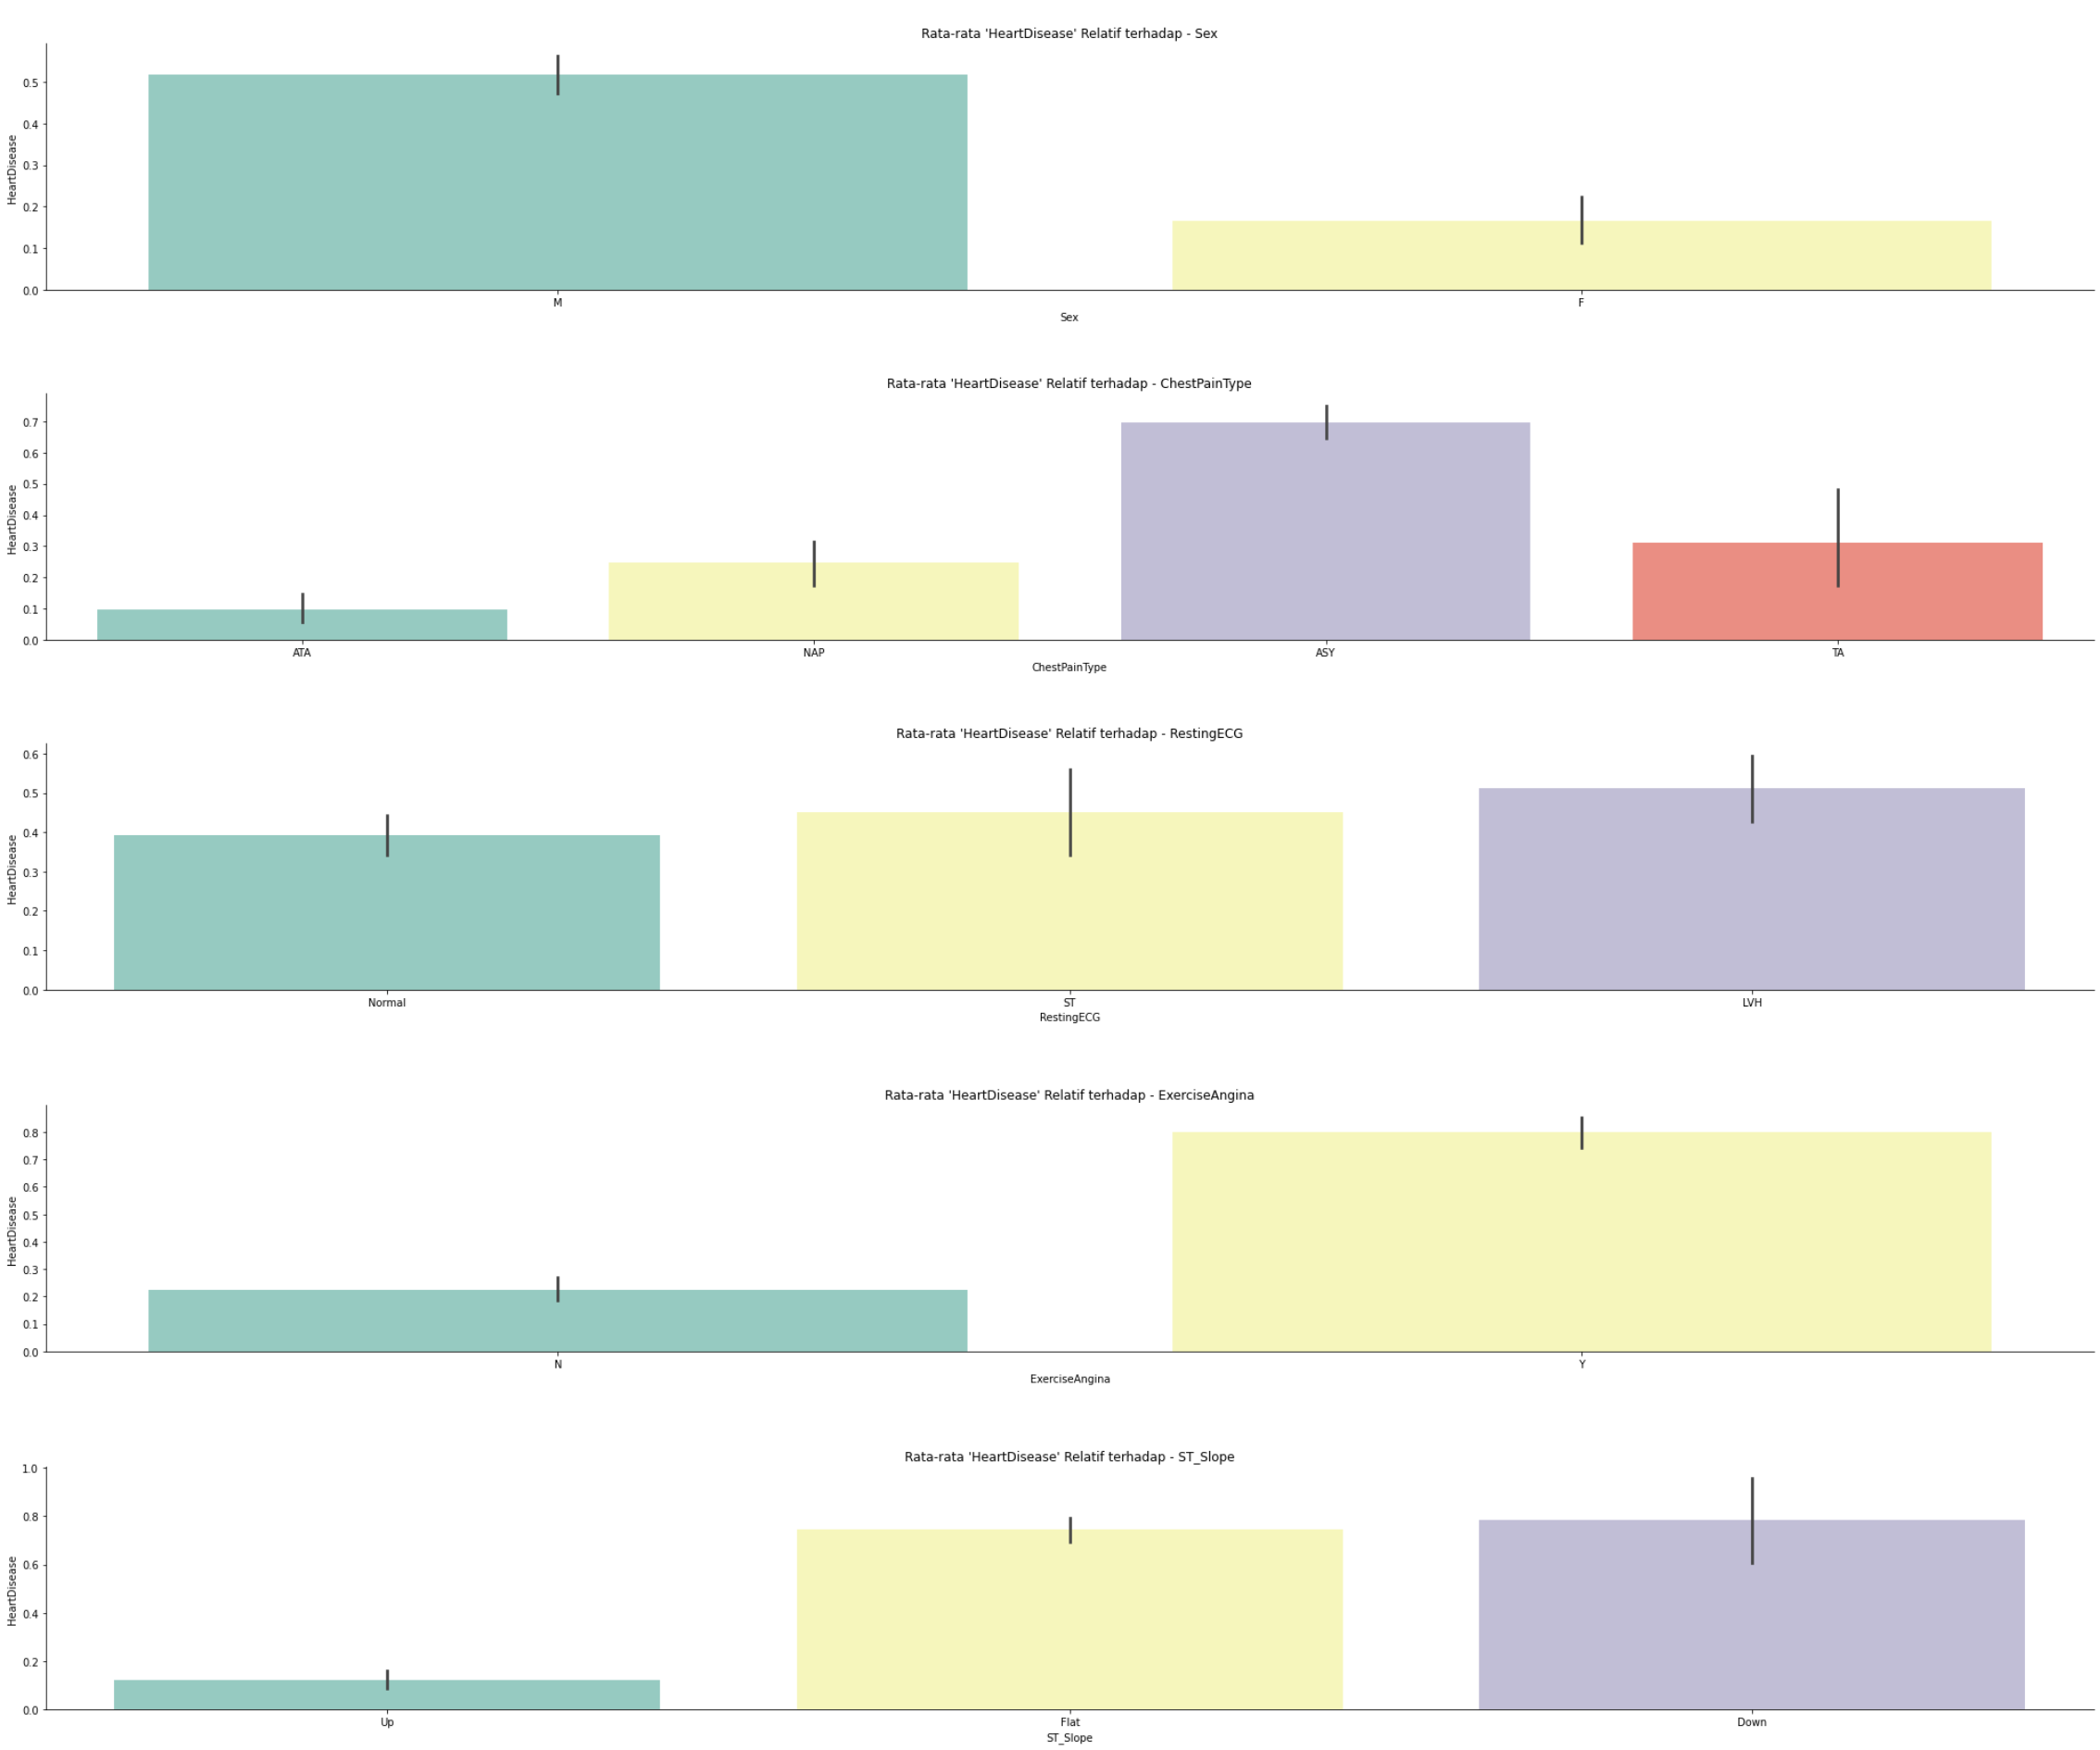 Rata-rata 'HeartDisease' Relatif terhadap - Sex
HeartDisease
0.5
0.4
0.3
0.2
0.1
0.0
M F
Sex
Rata-rata 'HeartDisease' Relatif terhadap - ChestPainType
HeartDisease
0.7
0.6
0.5
0.4
0.3
0.2
0.1
0.0
ATA NAP ASY TA
ChestPainType
Rata-rata 'HeartDisease' Relatif terhadap - RestingECG
HeartDisease
0.6
0.5
0.4
0.3
0.2
0.1
0.0
Normal ST LVH
RestingECG
Rata-rata 'HeartDisease' Relatif terhadap - ExerciseAngina
HeartDisease
0.8
0.7
0.6
0.5
0.4
0.3
0.2
0.1
0.0
N Y
ExerciseAngina
Rata-rata 'HeartDisease' Relatif terhadap - ST_Slope
HeartDisease
1.0
0.8
0.6
0.4
0.2
0.0
Up Flat Down
ST_Slope